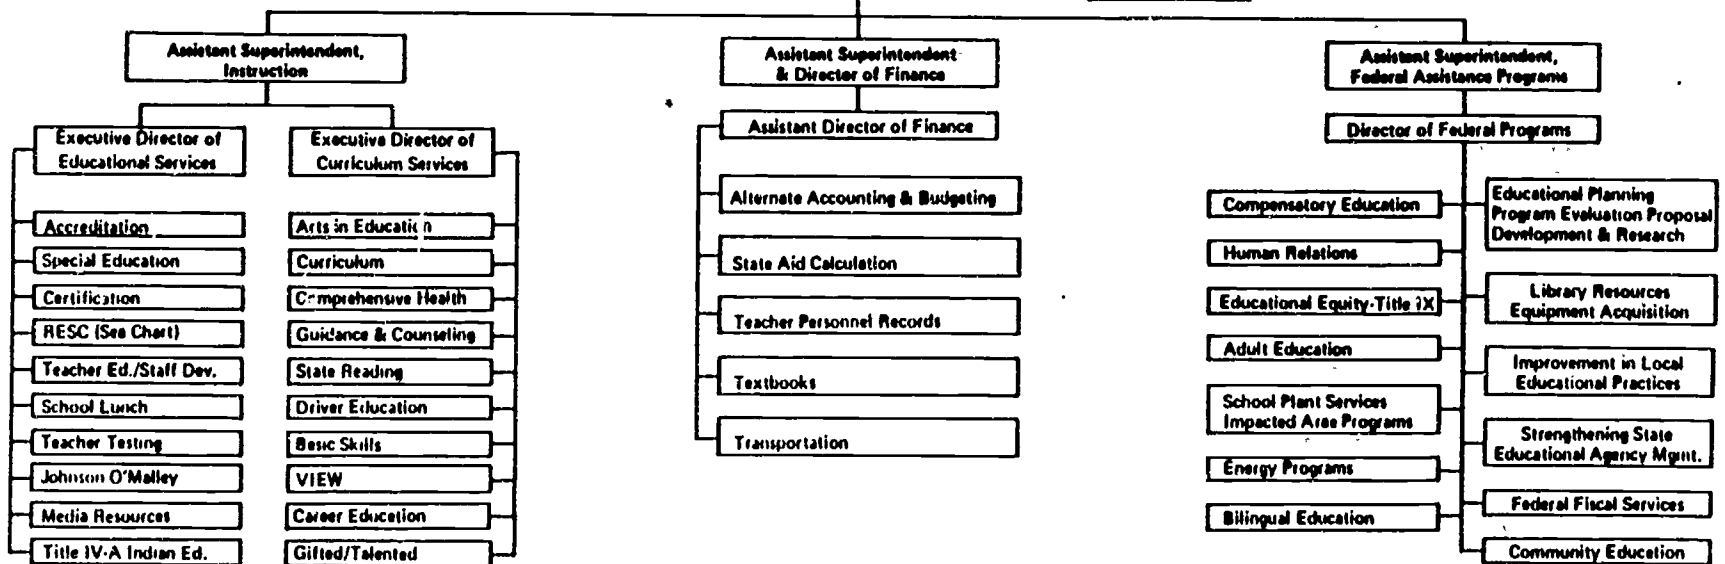 Assistant Superintendent,
Instruction
Executive Director of
Educational Services
Accreditation
Special Education
Certification
RESC (See Chart)
Teacher Ed./Staff Dev.
School Lunch
Teacher Testing
Johnson O'Malley
Media Resources
Title IV-A Indian Ed.
Executive Director of
Curriculum Services
Arts in Education
Curriculum
Comprehensive Health
Guidance & Counseling
State Reading
Driver Education
Basic Skills
VIEW
Career Education
Gifted/Talented
Assistant Superintendent
& Director of Finance
Assistant Director of Finance
Alternate Accounting & Budgeting
State Aid Calculation
Teacher Personnel Records
Textbooks
Transportation
Assistant Superintendent,
Federal Assistance Programs
Director of Federal Programs
Compensatory Education
Human Relations
Educational Equity-Title IX
Adult Education
School Plant Services
Impacted Area Programs
Energy Programs
Bilingual Education
Educational Planning
Program Evaluation Proposal
Development & Research
Library Resources
Equipment Acquisition
Improvement in Local
Educational Practices
Strengthening State
Educational Agency Mgmt.
Federal Fiscal Services
Community Education